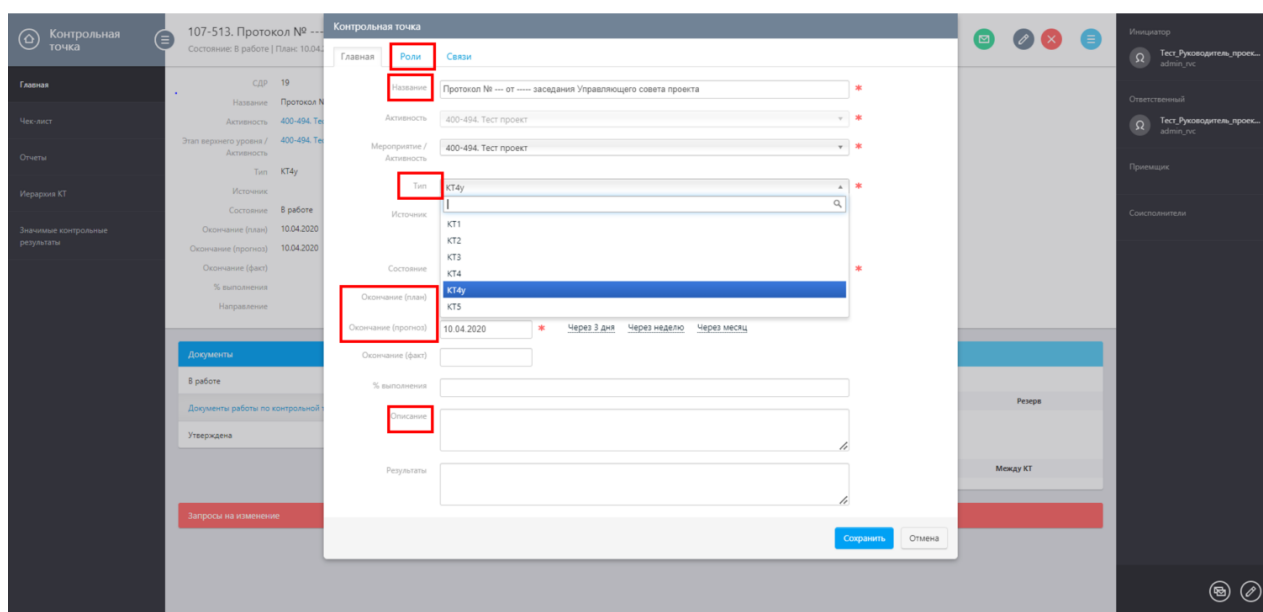 Контрольная
точка
Главная
Чек-лист
Отчеты
Иерархия КТ
Значимые контрольные
результаты
107-513. Протокол № ---
Состояние: В работе | План: 10.04.
СДР 19
Название Протокол №
Активность 400-494. Те
Этап верхнего уровня / 400-494. Те
Активность
Тип КТ4у
Источник
Состояние В работе
Окончание (план) 10.04.2020
Окончание (прогноз) 10.04.2020
Окончание (факт)
% выполнения
Направление
Документы
В работе
Документы работы по контрольной
Утверждена
Запросы на изменение
Контрольная точка
Главная Роли Связи
Название Протокол № --- от ----- заседания Управляющего совета проекта *
Активность 400-494. Тест проект *
Мероприятие / 400-494. Тест проект *
Активность
Тип КТ4у *
Источник
КТ1
КТ2
КТ3
КТ4
КТ4у
КТ5
Состояние *
Окончание (план)
Окончание (прогноз) 10.04.2020 * Через 3 дня Через неделю Через месяц
Окончание (факт)
% выполнения
Описание
Результаты
Сохранить Отмена
Резерв
Между КТ
Инициатор
Тест_Руководитель_проек...
admin_rvc
Ответственный
Тест_Руководитель_проек...
admin_rvc
Приемщик
Соисполнители